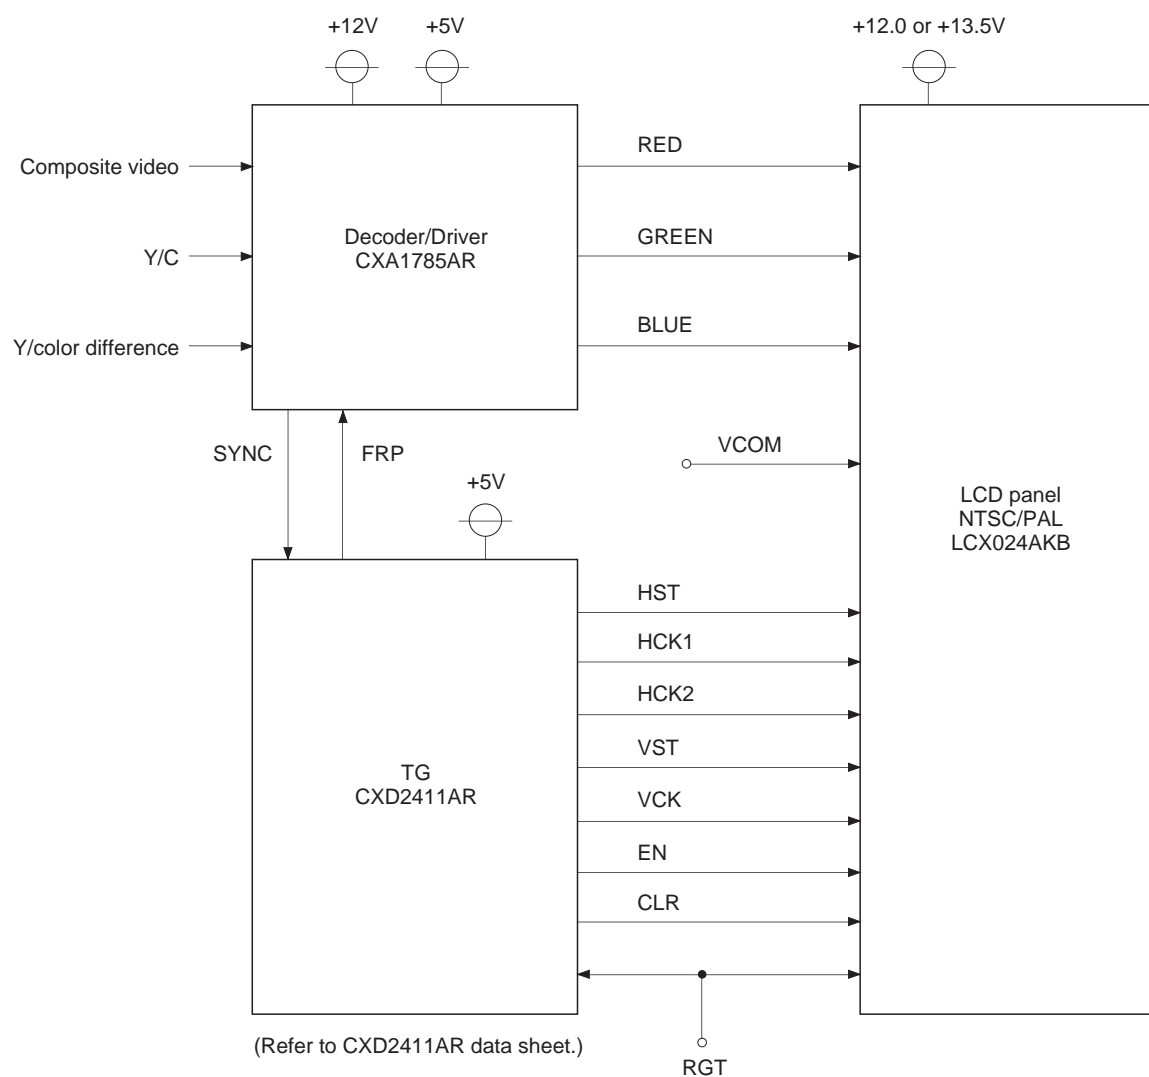 +12V
+5V
+12.0 or +13.5V
Composite video
Y/C
Y/color difference
Decoder/Driver
CXA1785AR
RED
GREEN
BLUE
SYNC
FRP
VCOM
+5V
LCD panel
NTSC/PAL
LCX024AKB
TG
CXD2411AR
HST
HCK1
HCK2
VST
VCK
EN
CLR
(Refer to CXD2411AR data sheet.)
RGT